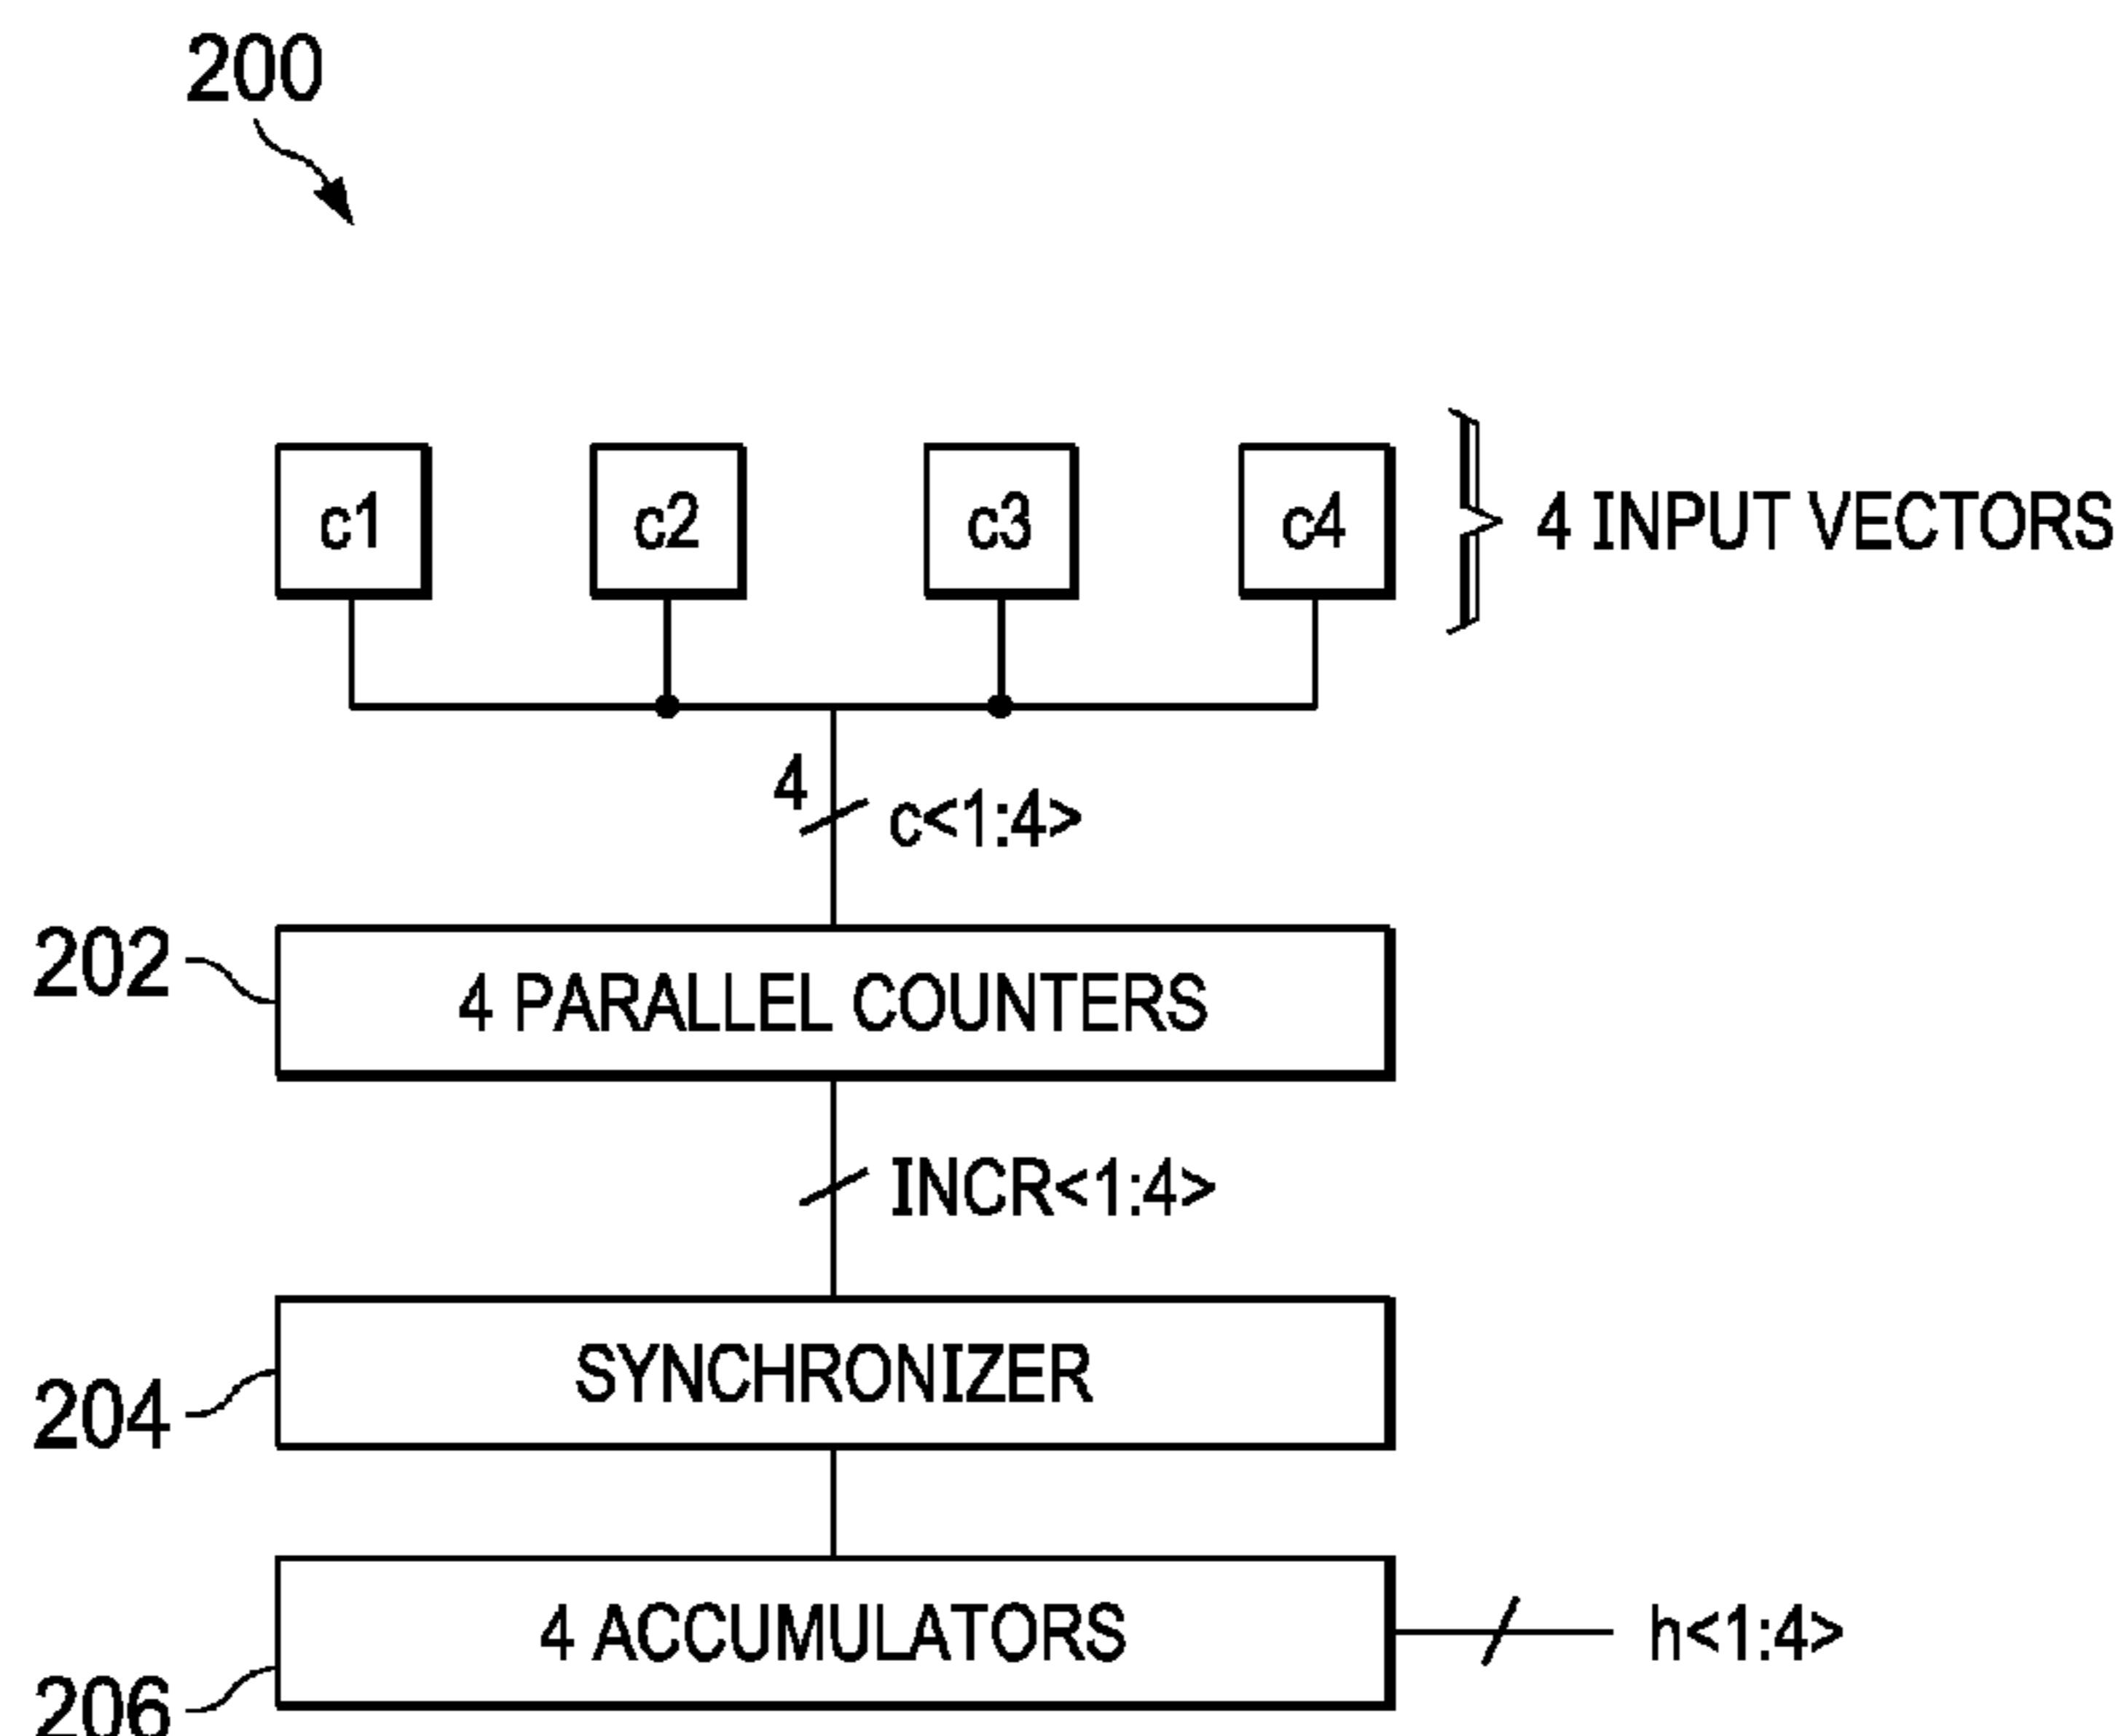 200
c1 c2 c3 c4 4 INPUT VECTORS
4 c<1:4>
202 4 PARALLEL COUNTERS
INCR<1:4>
204 SYNCHRONIZER
206 4 ACCUMULATORS h<1:4>